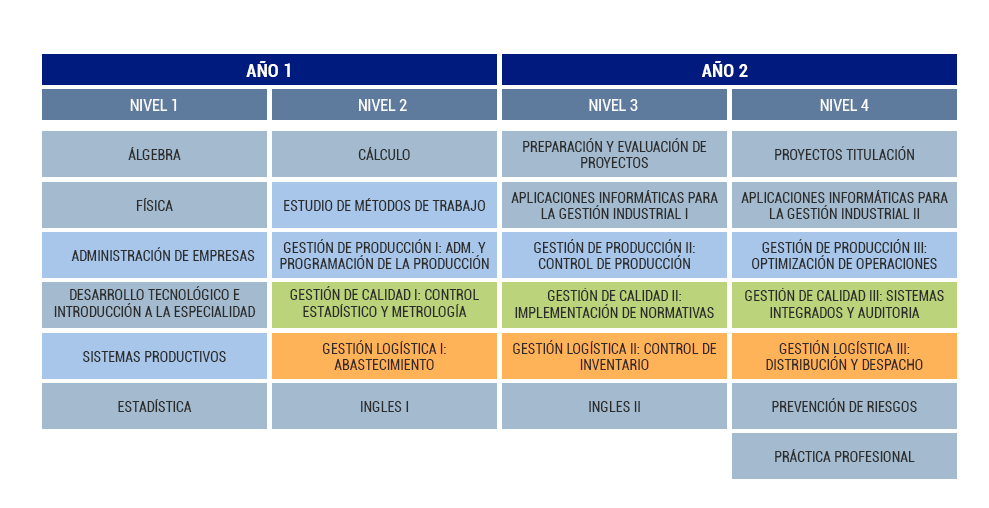 AÑO 1
AÑO 2
NIVEL 1
NIVEL 2
NIVEL 3
NIVEL 4
ÁLGEBRA
CÁLCULO
PREPARACIÓN Y EVALUACIÓN DE
PROYECTOS
PROYECTOS TITULACIÓN
FÍSICA
ESTUDIO DE MÉTODOS DE TRABAJO
APLICACIONES INFORMÁTICAS PARA
LA GESTIÓN INDUSTRIAL I
APLICACIONES INFORMÁTICAS PARA
LA GESTIÓN INDUSTRIAL II
ADMINISTRACIÓN DE EMPRESAS
GESTIÓN DE PRODUCCIÓN I: ADM. Y
PROGRAMACIÓN DE LA PRODUCCIÓN
GESTIÓN DE PRODUCCIÓN II:
CONTROL DE PRODUCCIÓN
GESTIÓN DE PRODUCCIÓN III:
OPTIMIZACIÓN DE OPERACIONES
DESARROLLO TECNOLÓGICO E
INTRODUCCIÓN A LA ESPECIALIDAD
GESTIÓN DE CALIDAD I: CONTROL
ESTADÍSTICO Y METROLOGÍA
GESTIÓN DE CALIDAD II:
IMPLEMENTACIÓN DE NORMATIVAS
GESTIÓN DE CALIDAD III: SISTEMAS
INTEGRADOS Y AUDITORIA
SISTEMAS PRODUCTIVOS
GESTIÓN LOGÍSTICA I:
ABASTECIMIENTO
GESTIÓN LOGÍSTICA II: CONTROL DE
INVENTARIO
GESTIÓN LOGÍSTICA III:
DISTRIBUCIÓN Y DESPACHO
ESTADÍSTICA
INGLES I
INGLES II
PREVENCIÓN DE RIESGOS
PRÁCTICA PROFESIONAL